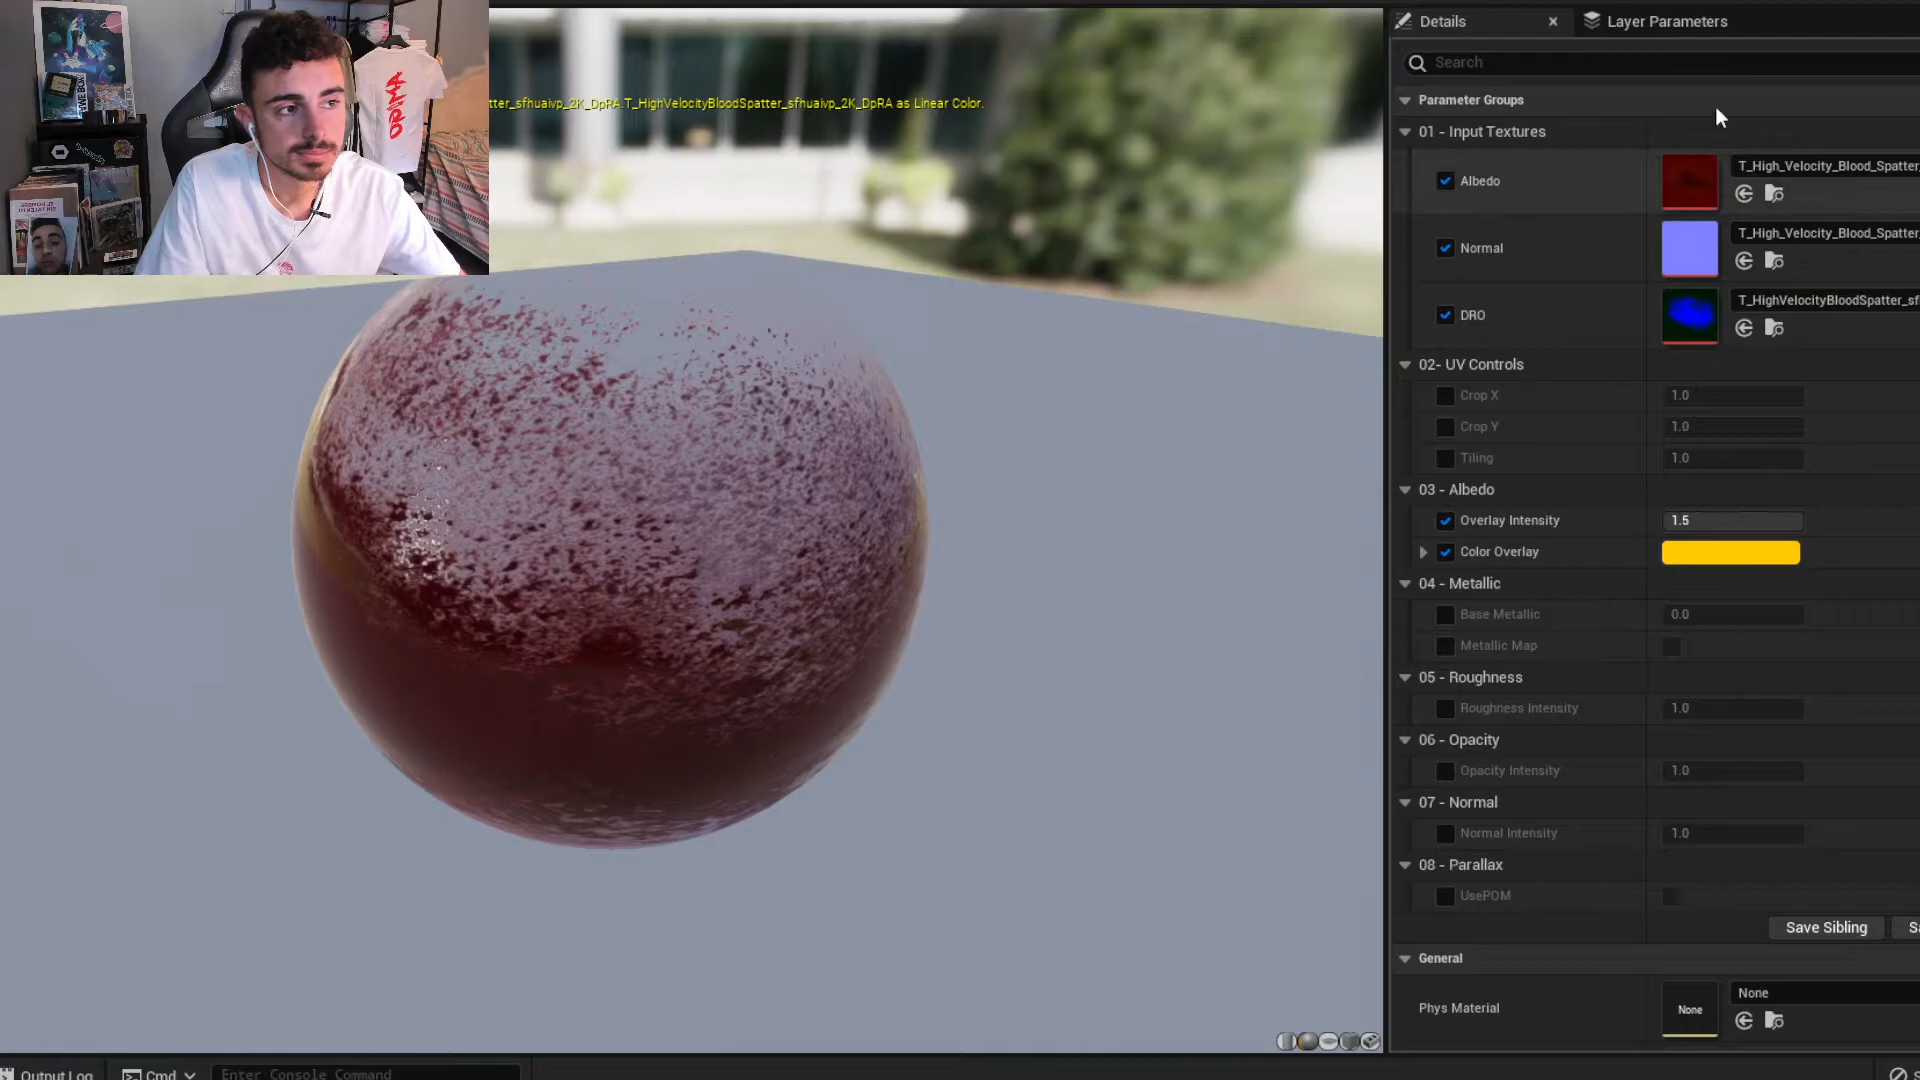 Details
Layer Parameters
tter_sfhuaivp_2K_DpRA.T_HighVelocityBloodSpatter_sfhuaivp_2K_DpRA as Linear Color.
Search
Parameter Groups
01 - Input Textures
Albedo
T_High_Velocity_Blood_Spatter_
Normal
T_High_Velocity_Blood_Spatter_
DRO
T_HighVelocityBloodSpatter_sf
02- UV Controls
Crop X 1.0
Crop Y 1.0
Tiling 1.0
03 - Albedo
Overlay Intensity 1.5
Color Overlay
04 - Metallic
Base Metallic 0.0
Metallic Map
05 - Roughness
Roughness Intensity 1.0
06 - Opacity
Opacity Intensity 1.0
07 - Normal
Normal Intensity 1.0
08 - Parallax
UsePOM
Save Sibling
General
Phys Material None None
Output Log Cmd Enter Console Command